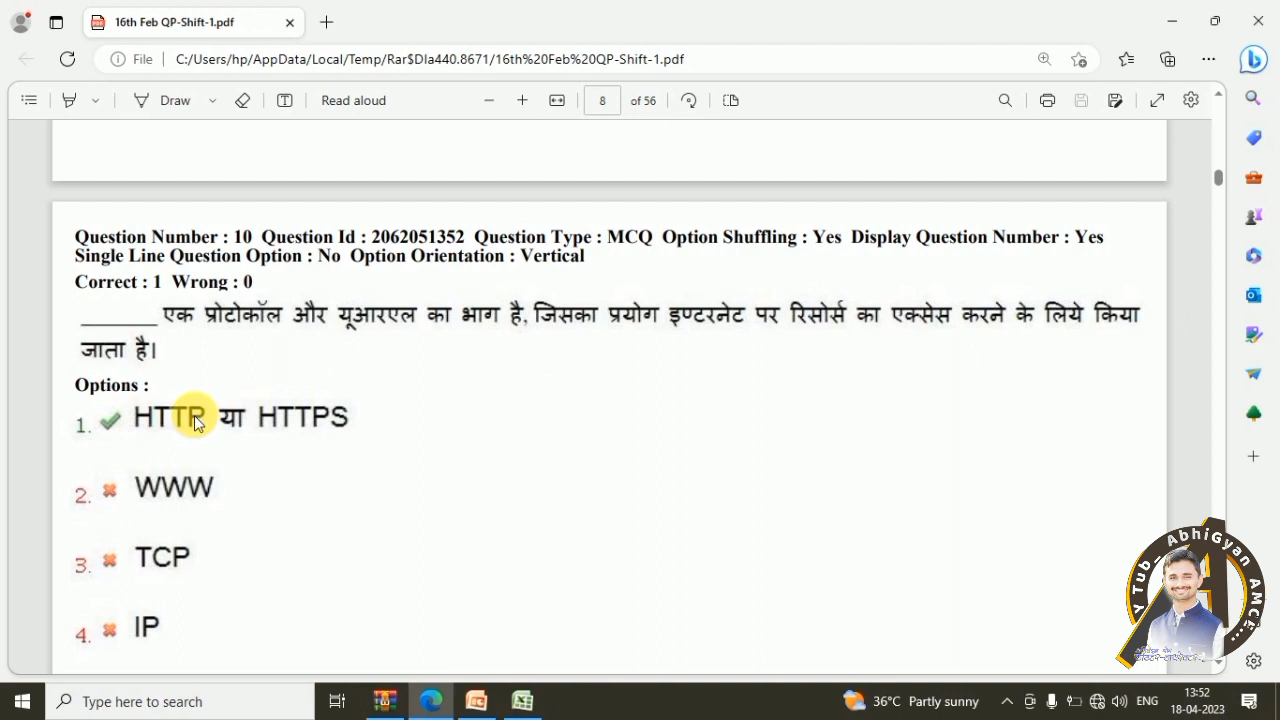 16th Feb QP-Shift-1.pdf
File C:/Users/hp/AppData/Local/Temp/Rar$DIa440.8671/16th%20Feb%20QP-Shift-1.pdf
Draw Read aloud 8 of 56
Question Number : 10 Question Id : 2062051352 Question Type : MCQ Option Shuffling : Yes Display Question Number : Yes
Single Line Question Option : No Option Orientation : Vertical
Correct : 1 Wrong : 0
_______ एक प्रोटोकॉल और यूआरएल का भाग है, जिसका प्रयोग इण्टरनेट पर रिसोर्स का एक्सेस करने के लिये किया
जाता है।
Options :
1. HTTP या HTTPS
2. WWW
3. TCP
4. IP
Y Tub_ AbhiGyan AMCE...
Type here to search
36°C Partly sunny ENG 13:52
18-04-2023